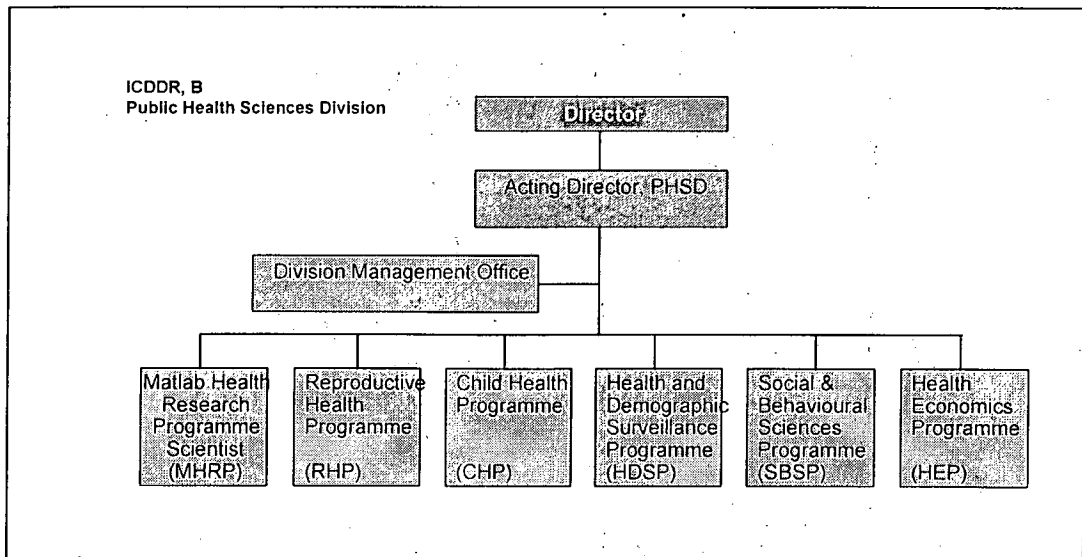 ICDDR, B
Public Health Sciences Division
Director
Acting Director, PHSD
Division Management Office
Matlab Health
Research
Programme
Scientist
(MHRP)
Reproductive
Health
Programme
(RHP)
Child Health
Programme
(CHP)
Health and
Demographic
Surveillance
Programme
(HDSP)
Social &
Behavioural
Sciences
Programme
(SBSP)
Health
Economics
Programme
(HEP)